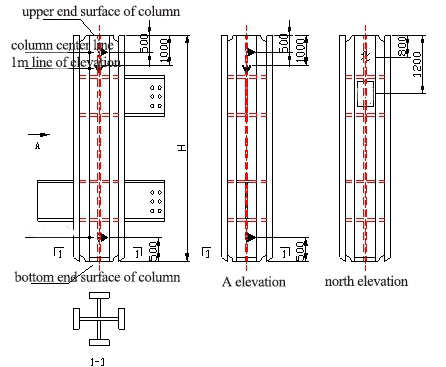 upper end surface of column
column center line
1m line of elevation
500
1000
500
1000
800
1200
A
H
1
1
500
1
1
500
bottom end surface of column
A elevation
north elevation
1-1